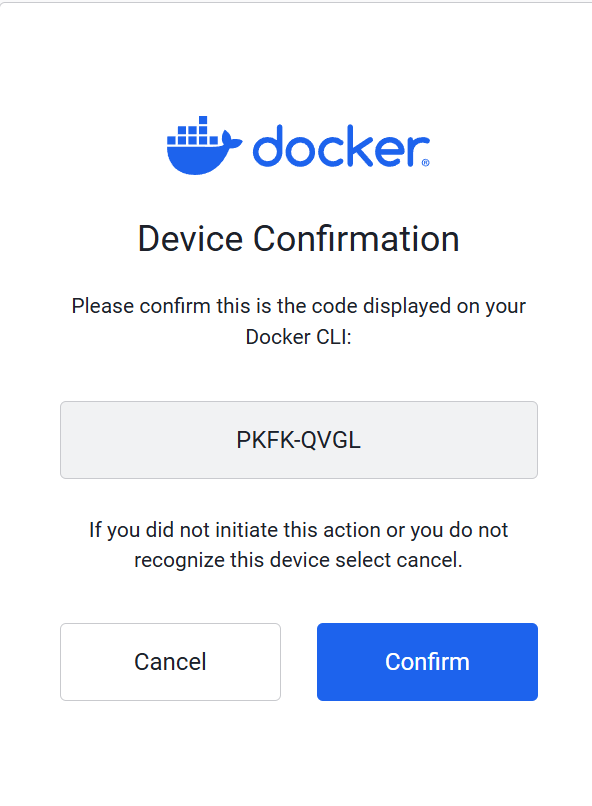 docker®
Device Confirmation
Please confirm this is the code displayed on your
Docker CLI:
PKFK-QVGL
If you did not initiate this action or you do not
recognize this device select cancel.
Cancel
Confirm